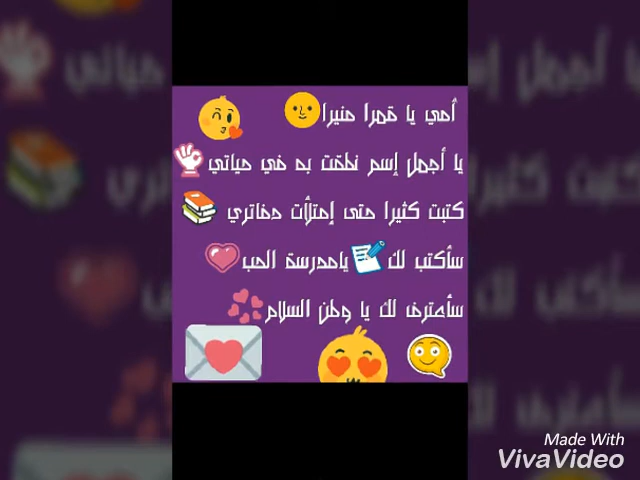 أمي يا قمرا منيرا
يا أجمل إسم نطقت به في حياتي
كتبت كثيرا حتى إمتلأت دفاتري
سأكتب لك يامدرسة الحب
سأعترف لك يا وطن السلام
Made With
VivaVideo